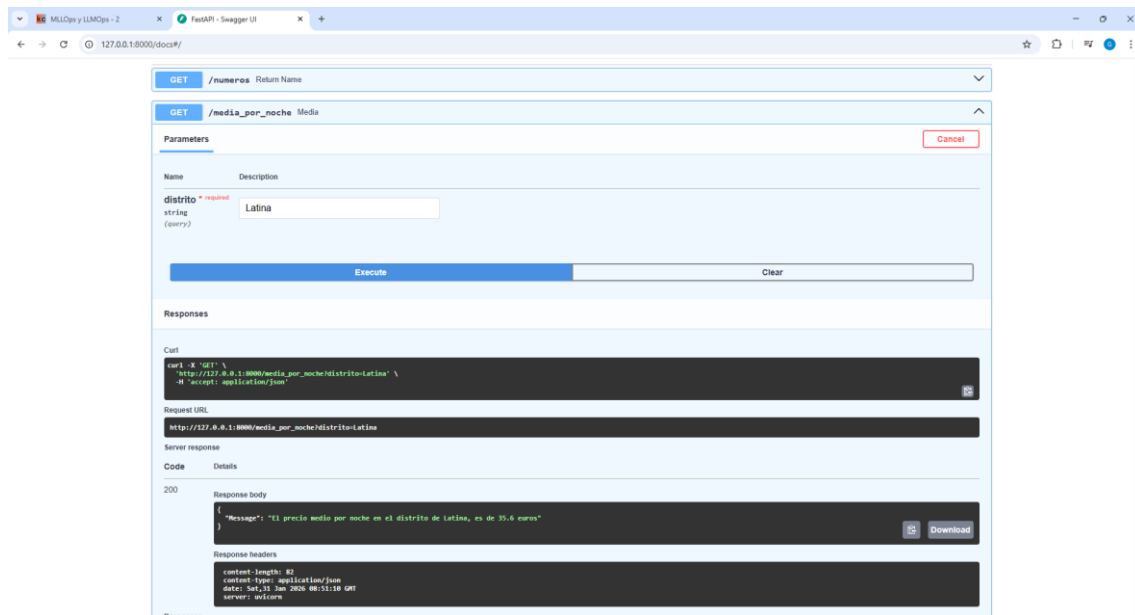 MLLOps y LLMOps - 2
FastAPI - Swagger UI
127.0.0.1:8000/docs#/
GET /numeros Return Name
GET /media_por_noche Media
Parameters
Cancel
Name Description
distrito * required
string
(query)
Latina
Execute Clear
Responses
Curl
curl -X 'GET' \
'http://127.0.0.1:8000/media_por_noche?distrito=Latina' \
-H 'accept: application/json'
Request URL
http://127.0.0.1:8000/media_por_noche?distrito=Latina
Server response
Code Details
200
Response body
{
"Message": "El precio medio por noche en el distrito de Latina, es de 35.6 euros"
}
Download
Response headers
content-length: 82
content-type: application/json
date: Sat,31 Jan 2026 08:51:10 GMT
server: uvicorn